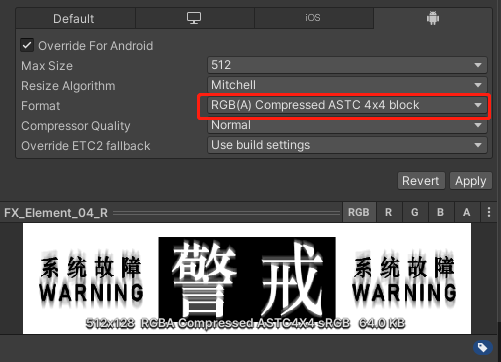 Default iOS
Override For Android
Max Size 512
Resize Algorithm Mitchell
Format RGB(A) Compressed ASTC 4x4 block
Compressor Quality Normal
Override ETC2 fallback Use build settings
Revert Apply
FX_Element_04_R RGB R G B A
系统故障 警戒 系统故障
WARNING WARNING
512x128 RGBA Compressed ASTC4X4 sRGB 64.0 KB